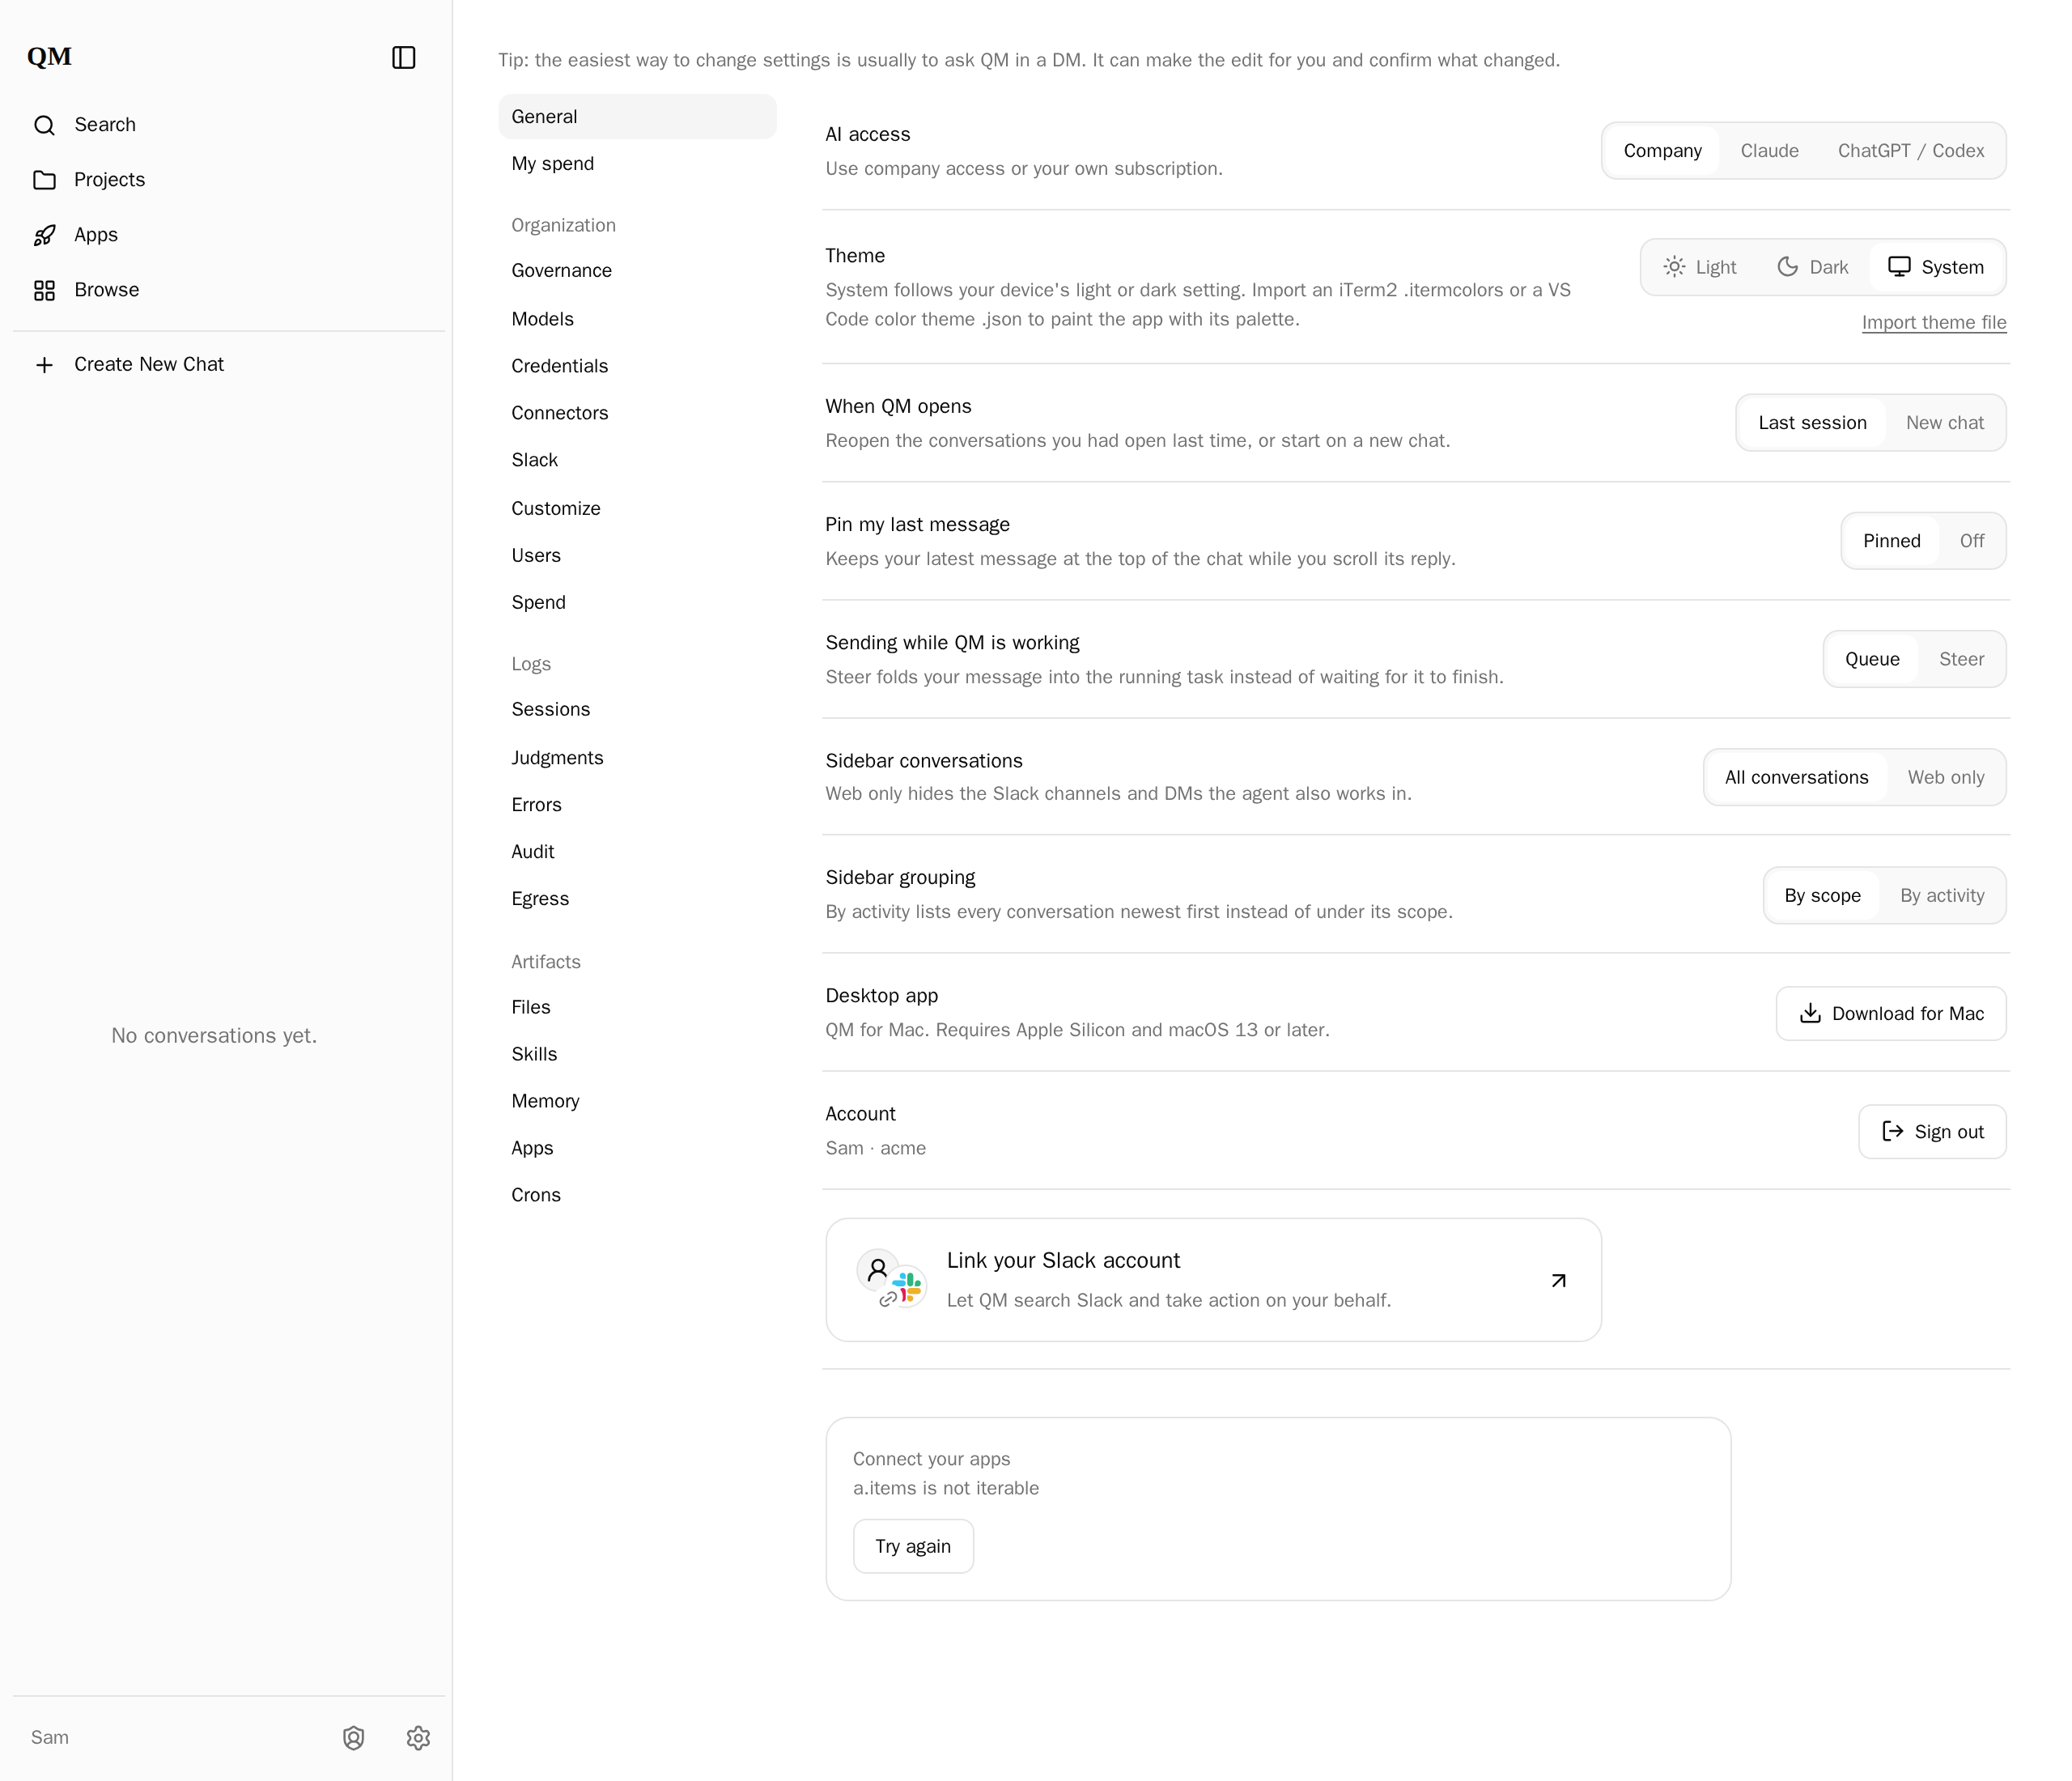 QM
Search
Projects
Apps
Browse
Create New Chat
No conversations yet.
Sam
Tip: the easiest way to change settings is usually to ask QM in a DM. It can make the edit for you and confirm what changed.
General
My spend
Organization
Governance
Models
Credentials
Connectors
Slack
Customize
Users
Spend
Logs
Sessions
Judgments
Errors
Audit
Egress
Artifacts
Files
Skills
Memory
Apps
Crons
AI access
Use company access or your own subscription.
Company Claude ChatGPT / Codex
Theme
System follows your device's light or dark setting. Import an iTerm2 .itermcolors or a VS
Code color theme .json to paint the app with its palette.
Light Dark System
Import theme file
When QM opens
Reopen the conversations you had open last time, or start on a new chat.
Last session New chat
Pin my last message
Keeps your latest message at the top of the chat while you scroll its reply.
Pinned Off
Sending while QM is working
Steer folds your message into the running task instead of waiting for it to finish.
Queue Steer
Sidebar conversations
Web only hides the Slack channels and DMs the agent also works in.
All conversations Web only
Sidebar grouping
By activity lists every conversation newest first instead of under its scope.
By scope By activity
Desktop app
QM for Mac. Requires Apple Silicon and macOS 13 or later.
Download for Mac
Account
Sam · acme
Sign out
Link your Slack account
Let QM search Slack and take action on your behalf.
Connect your apps
a.items is not iterable
Try again